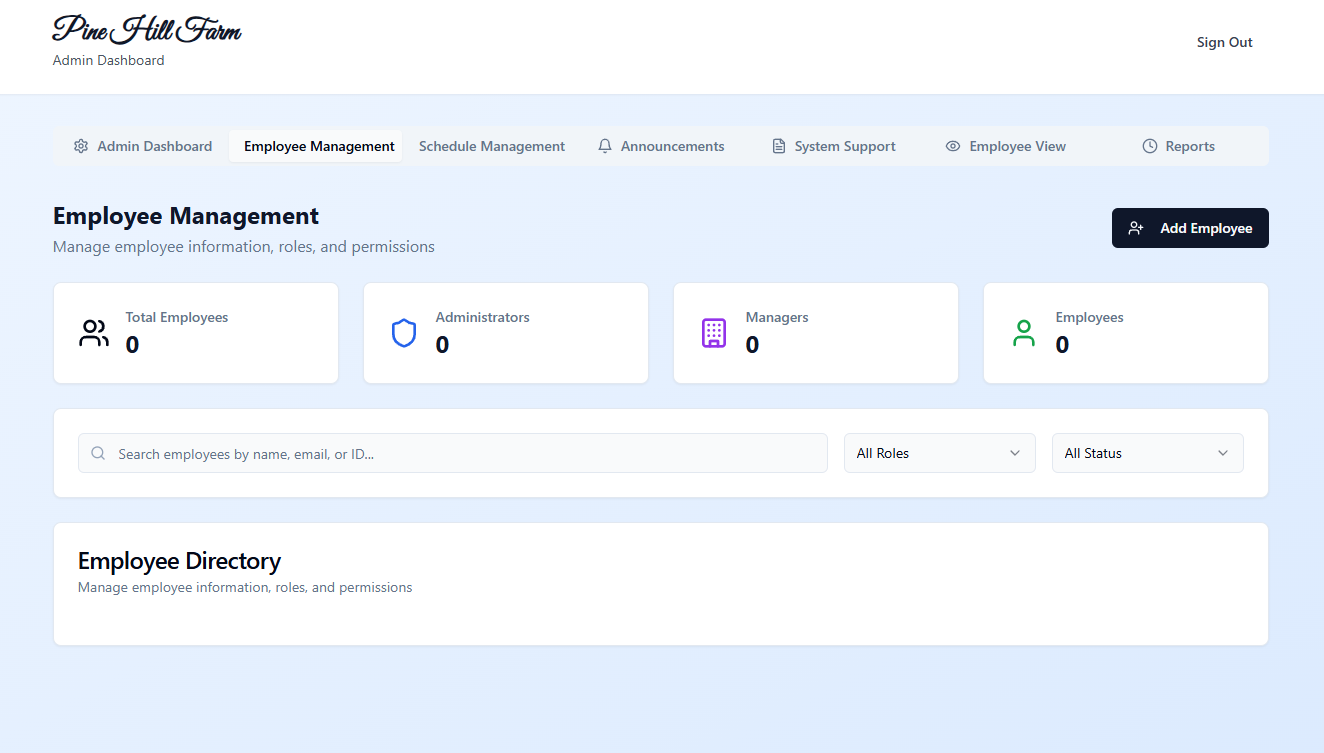 Pine Hill Farm
Admin Dashboard
Sign Out
Admin Dashboard
Employee Management
Schedule Management
Announcements
System Support
Employee View
Reports
Employee Management
Manage employee information, roles, and permissions
Add Employee
Total Employees
0
Administrators
0
Managers
0
Employees
0
Search employees by name, email, or ID...
All Roles
All Status
Employee Directory
Manage employee information, roles, and permissions